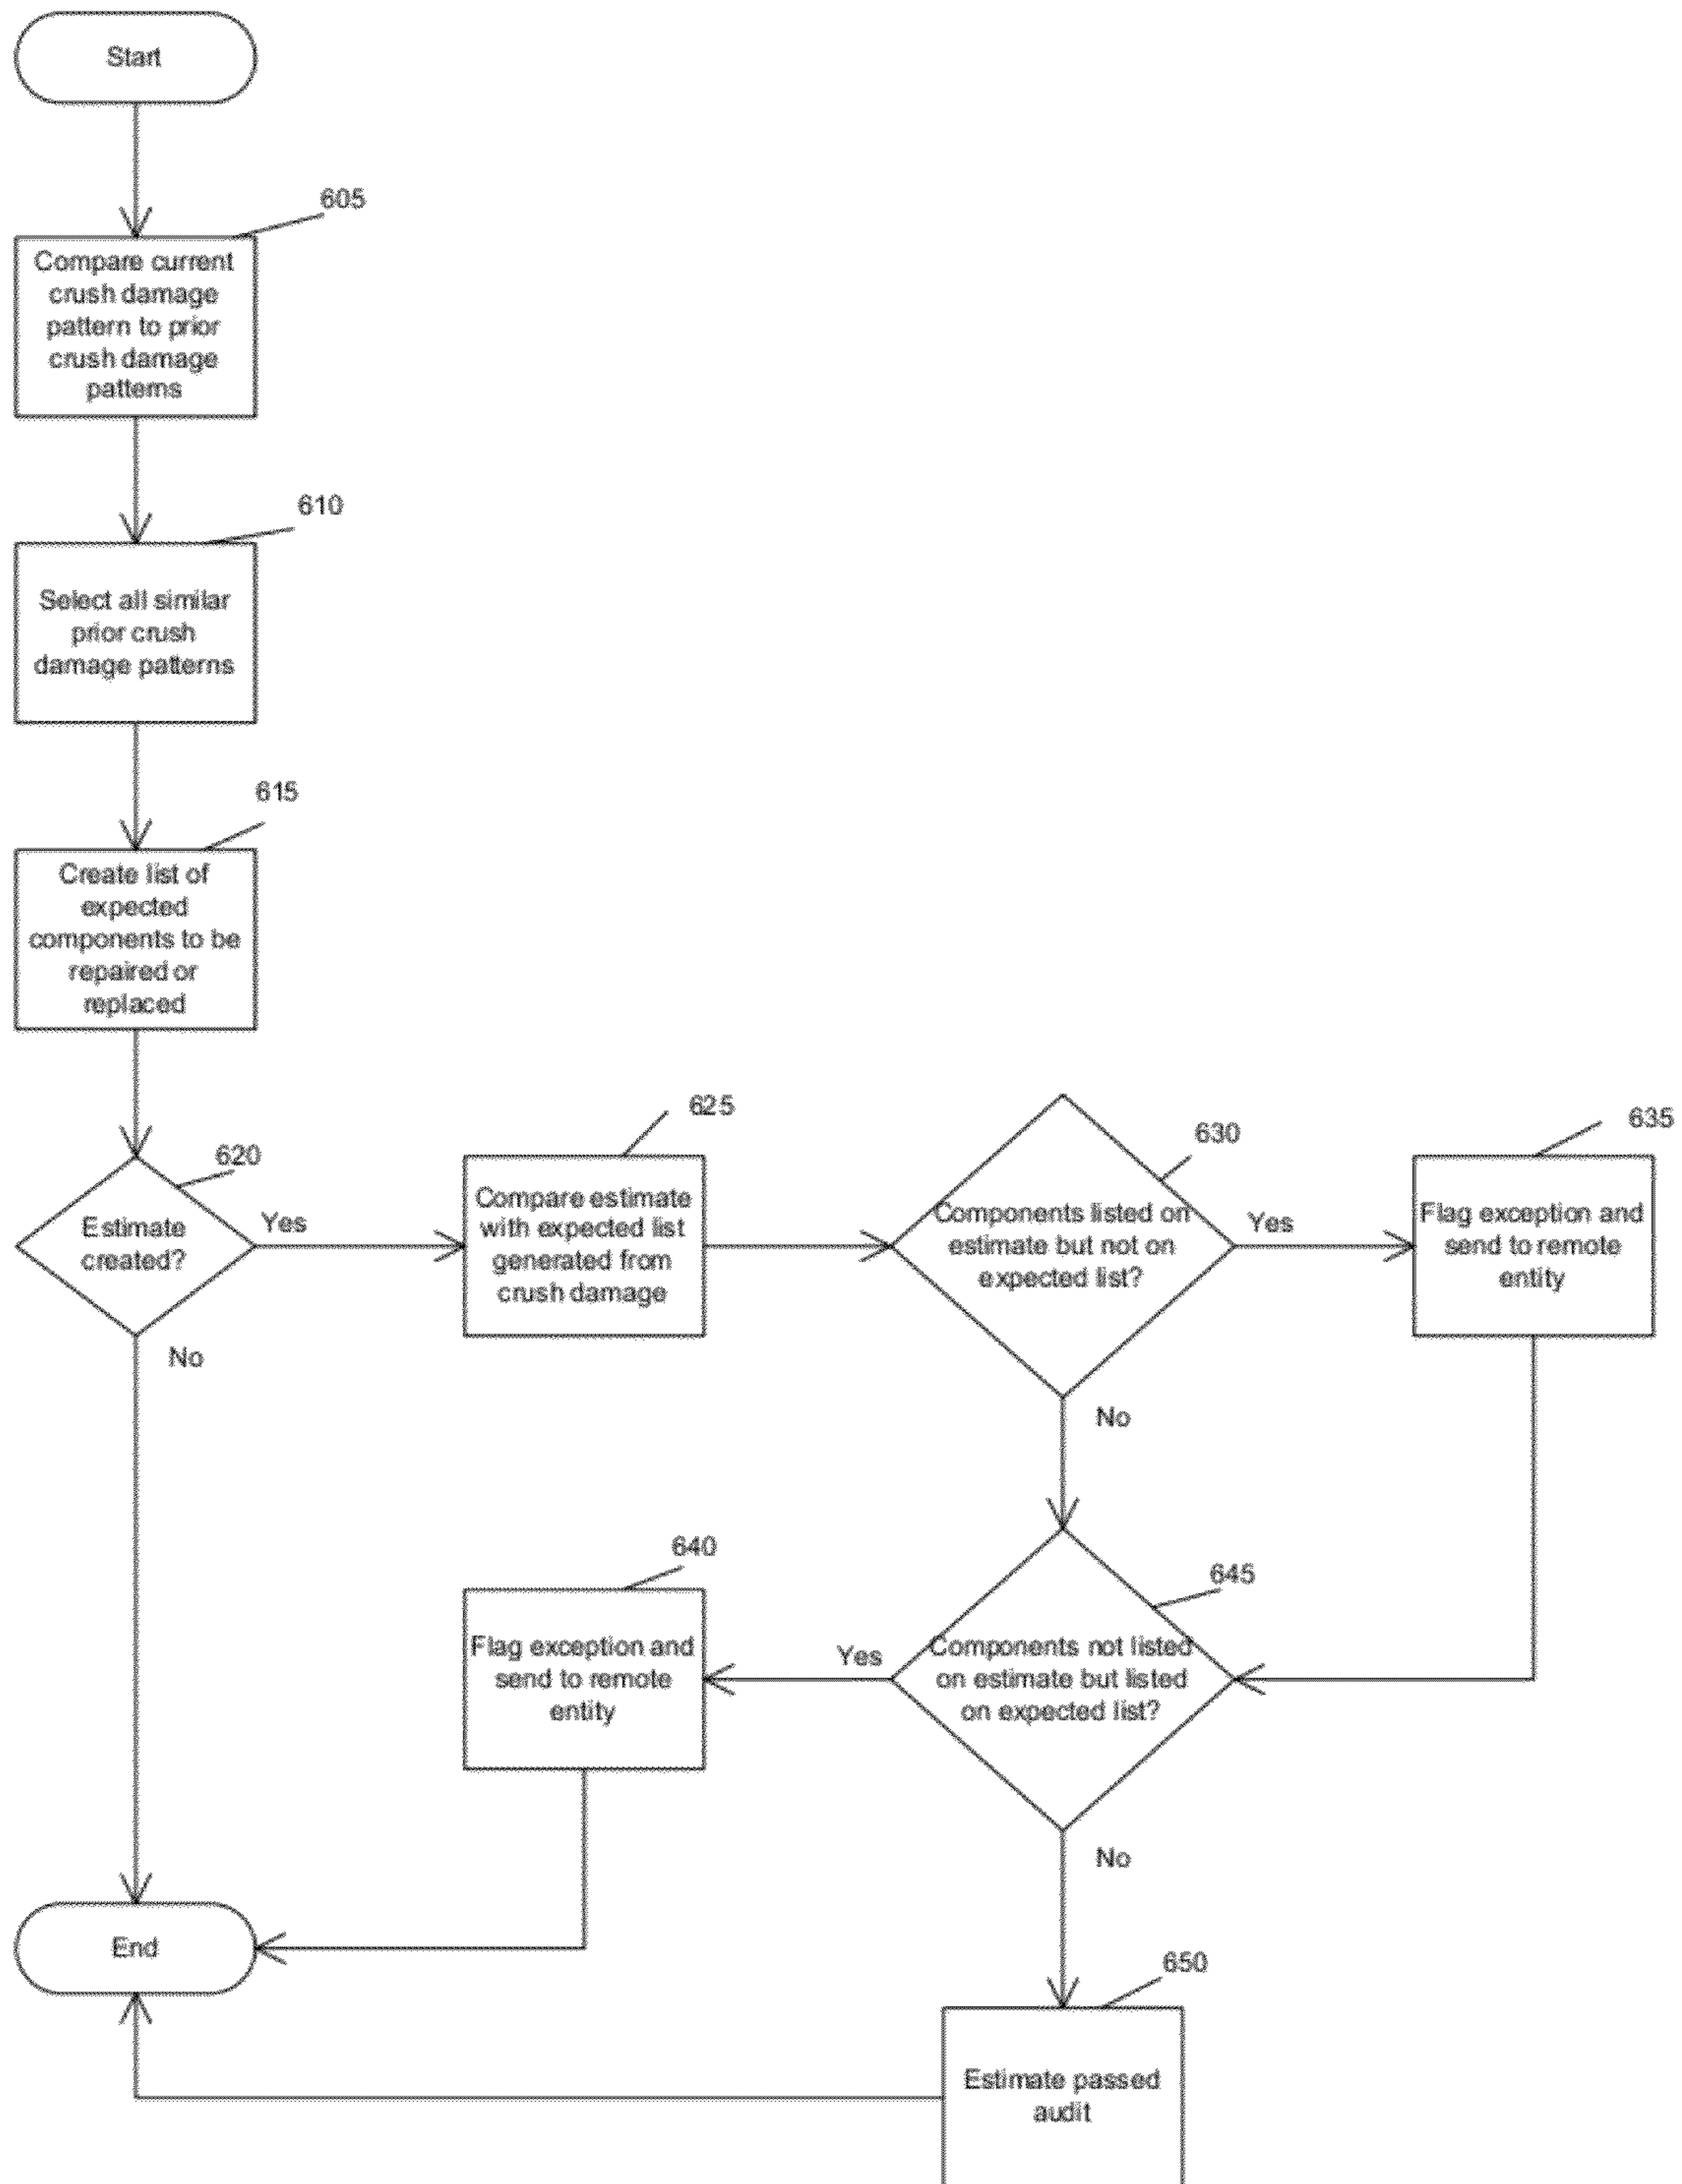 Start
605
Compare current
crush damage
pattern to prior
crush damage
patterns
610
Select all similar
prior crush
damage patterns
615
Create list of
expected
components to be
repaired or
replaced
620
Estimate
created?
Yes
No
625
Compare estimate
with expected list
generated from
crush damage
630
Components listed on
estimate but not on
expected list?
Yes
No
635
Flag exception and
send to remote
entity
640
Flag exception and
send to remote
entity
Yes
645
Components not listed
on estimate but listed
on expected list?
No
End
650
Estimate passed
audit